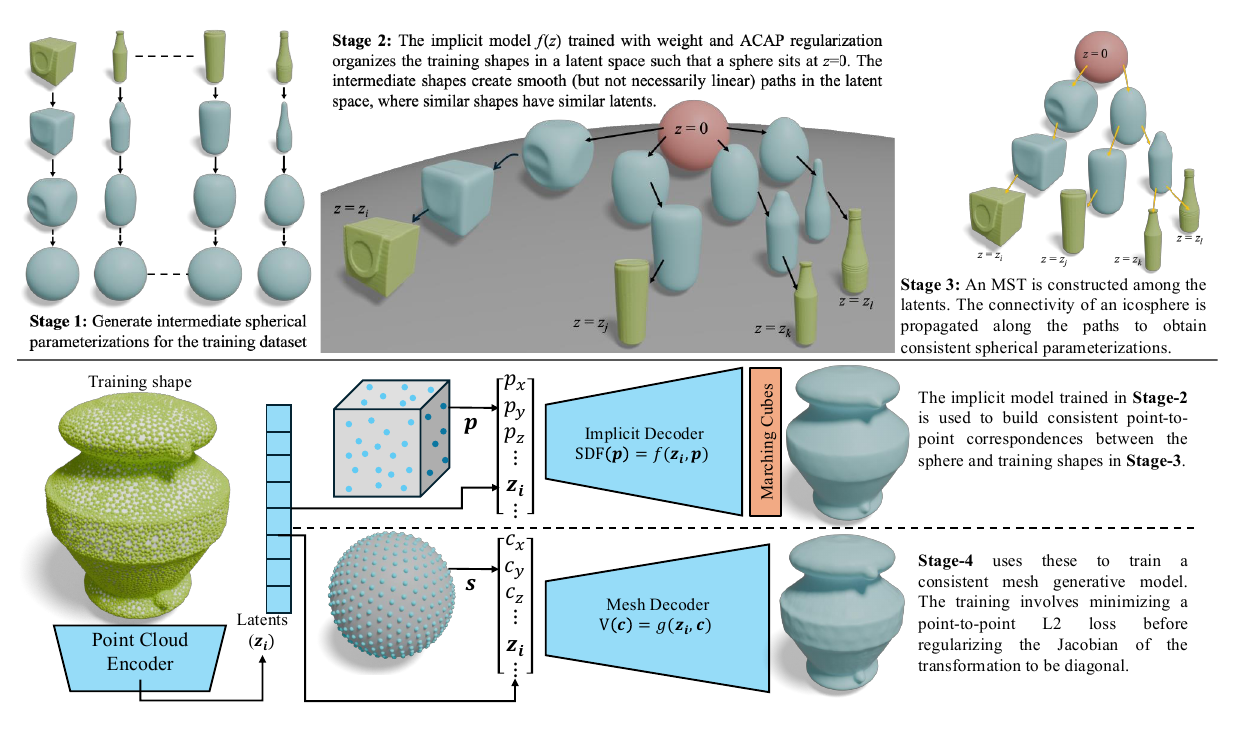 Stage 1: Generate intermediate spherical
parameterizations for the training dataset
Stage 2: The implicit model f(z) trained with weight and ACAP regularization
organizes the training shapes in a latent space such that a sphere sits at z=0. The
intermediate shapes create smooth (but not necessarily linear) paths in the latent
space, where similar shapes have similar latents.
z = 0
z = z_i
z = z_j
z = z_k
z = z_l
z = 0
z = z_i
z = z_j
z = z_k
z = z_l
Stage 3: An MST is constructed among the
latents. The connectivity of an icosphere is
propagated along the paths to obtain
consistent spherical parameterizations.
Training shape
Point Cloud
Encoder
Latents
(z_i)
p
p_x
p_y
p_z
⋮
z_i
⋮
Implicit Decoder
SDF(p) = f(z_i, p)
Marching Cubes
The implicit model trained in Stage-2
is used to build consistent point-to-
point correspondences between the
sphere and training shapes in Stage-3.
s
c_x
c_y
c_z
⋮
z_i
⋮
Mesh Decoder
V(c) = g(z_i, c)
Stage-4 uses these to train a
consistent mesh generative model.
The training involves minimizing a
point-to-point L2 loss before
regularizing the Jacobian of the
transformation to be diagonal.